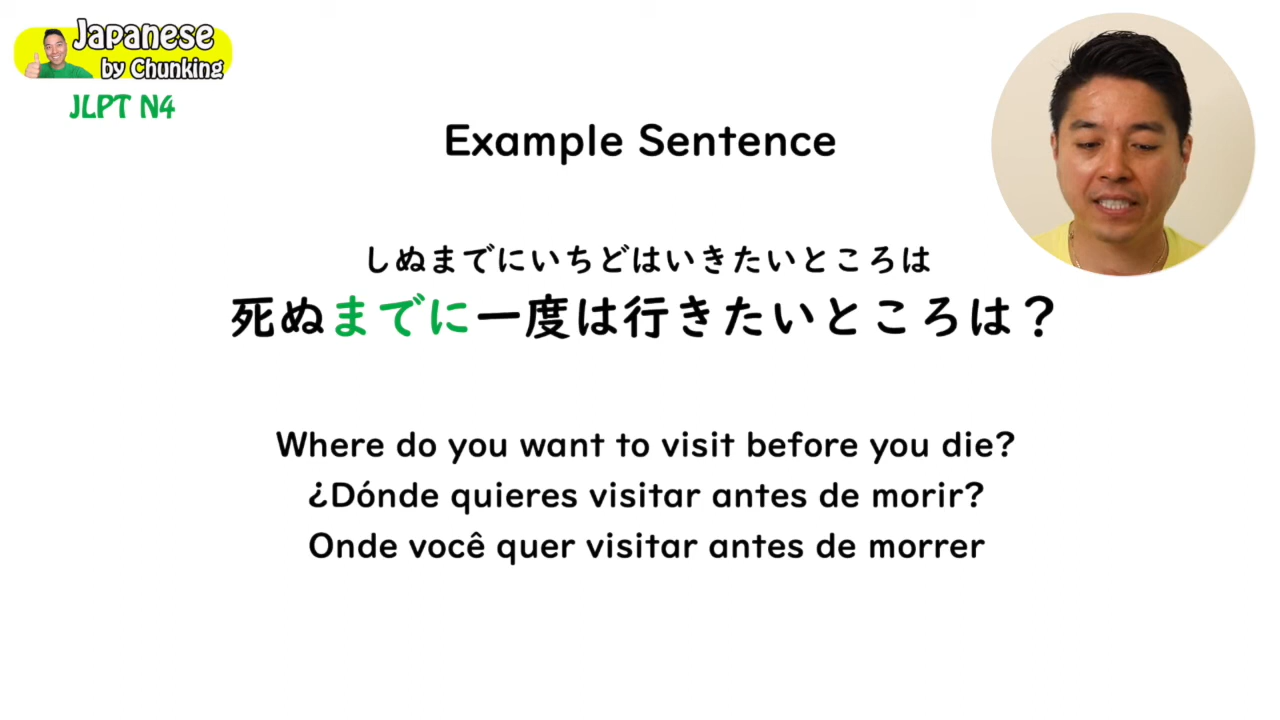 Japanese
by Chunking
JLPT N4
Example Sentence
しぬまでにいちどはいきたいところは
死ぬまでに一度は行きたいところは？
Where do you want to visit before you die?
¿Dónde quieres visitar antes de morir?
Onde você quer visitar antes de morrer